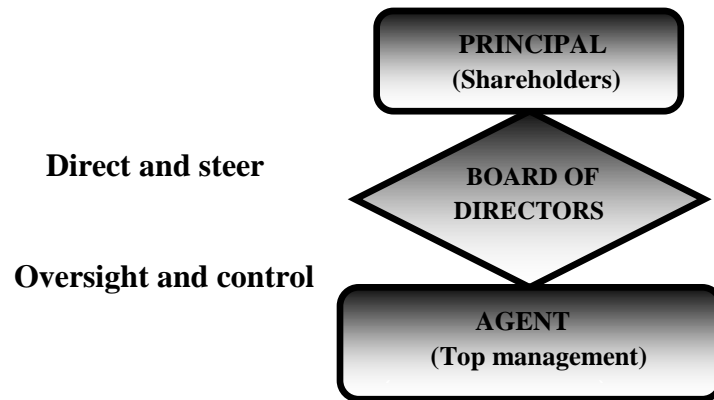 PRINCIPAL
(Shareholders)
Direct and steer
BOARD OF
DIRECTORS
Oversight and control
AGENT
(Top management)